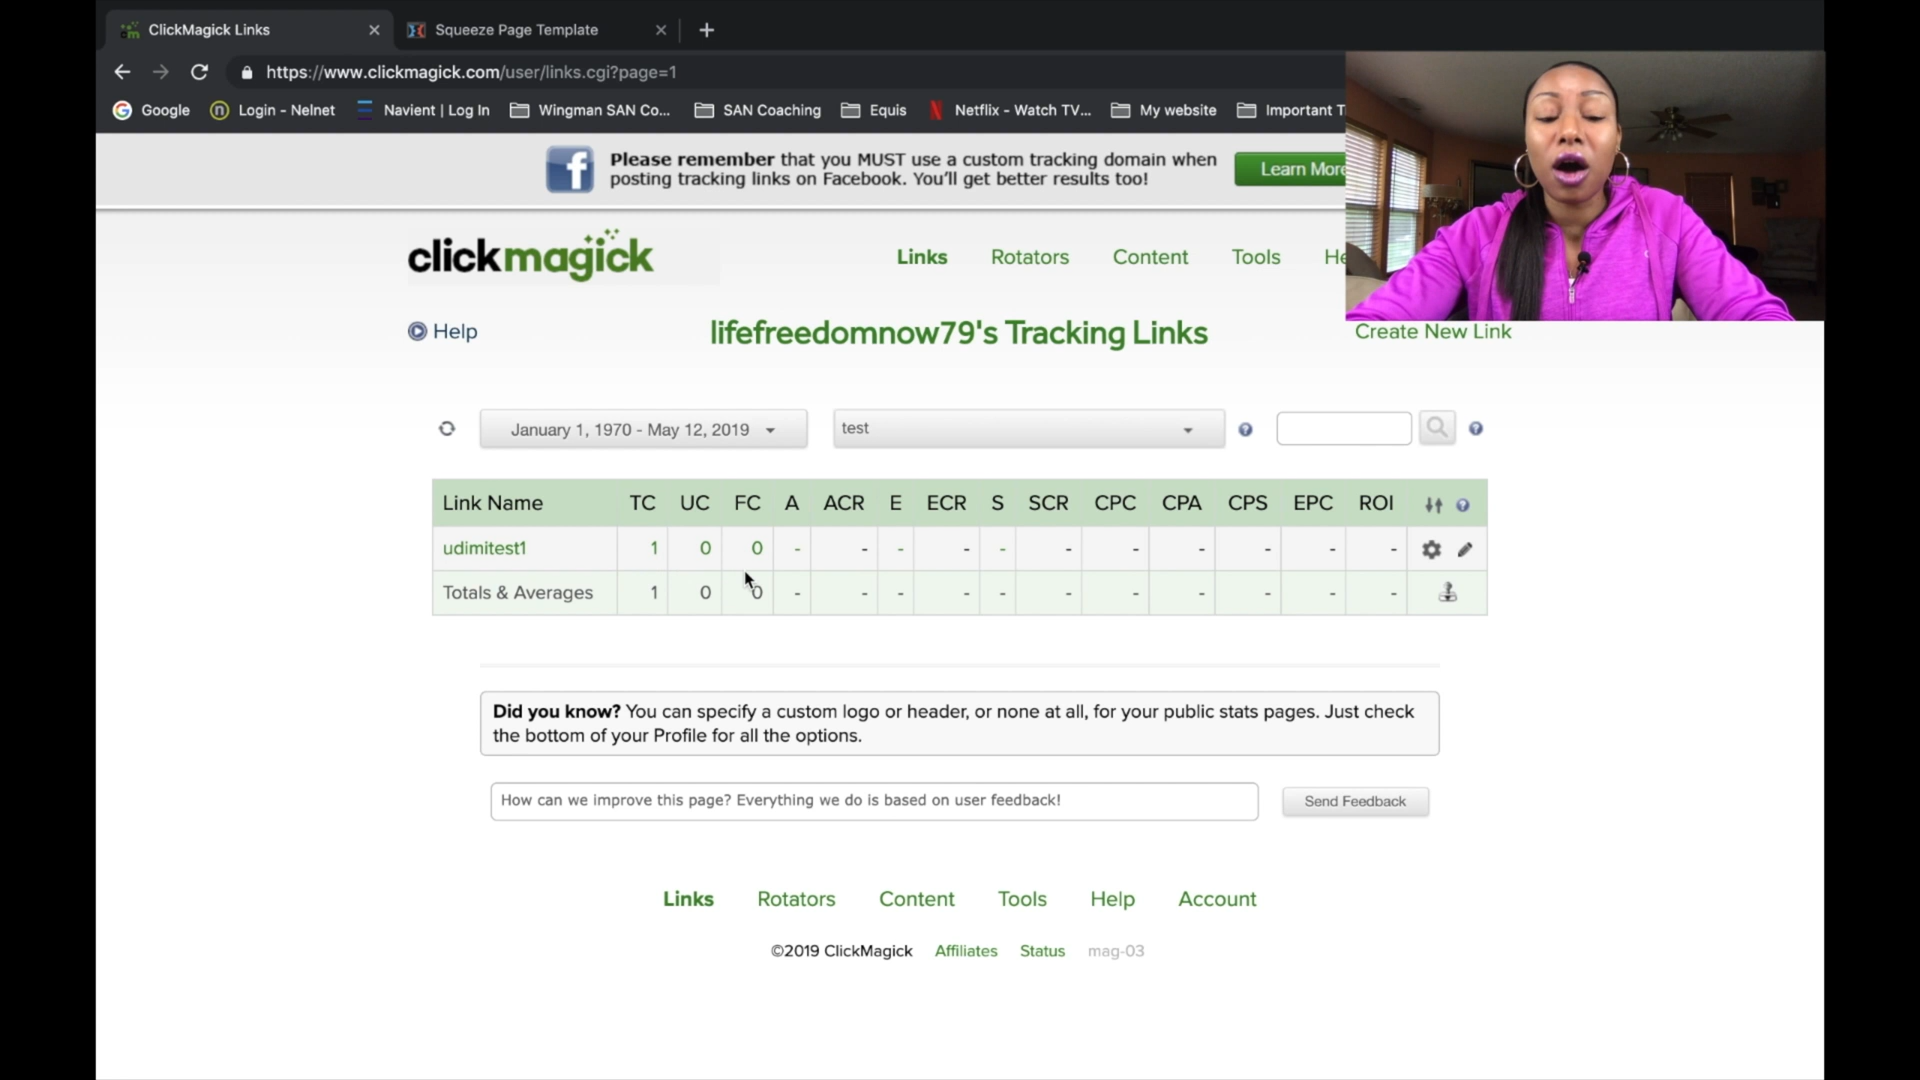 ClickMagick Links
Squeeze Page Template
https://www.clickmagick.com/user/links.cgi?page=1
Google Login - Nelnet Navient | Log In Wingman SAN Co... SAN Coaching Equis Netflix - Watch TV... My website Important T
Please remember that you MUST use a custom tracking domain when
posting tracking links on Facebook. You'll get better results too!
Learn More
clickmagick
Links Rotators Content Tools He
Help
lifefreedomnow79's Tracking Links
Create New Link
January 1, 1970 - May 12, 2019
test
Link Name TC UC FC A ACR E ECR S SCR CPC CPA CPS EPC ROI
udimitest1 1 0 0 - - - - - - - - - - -
Totals & Averages 1 0 0 - - - - - - - - - - -
Did you know? You can specify a custom logo or header, or none at all, for your public stats pages. Just check
the bottom of your Profile for all the options.
How can we improve this page? Everything we do is based on user feedback!
Send Feedback
Links Rotators Content Tools Help Account
©2019 ClickMagick Affiliates Status mag-03